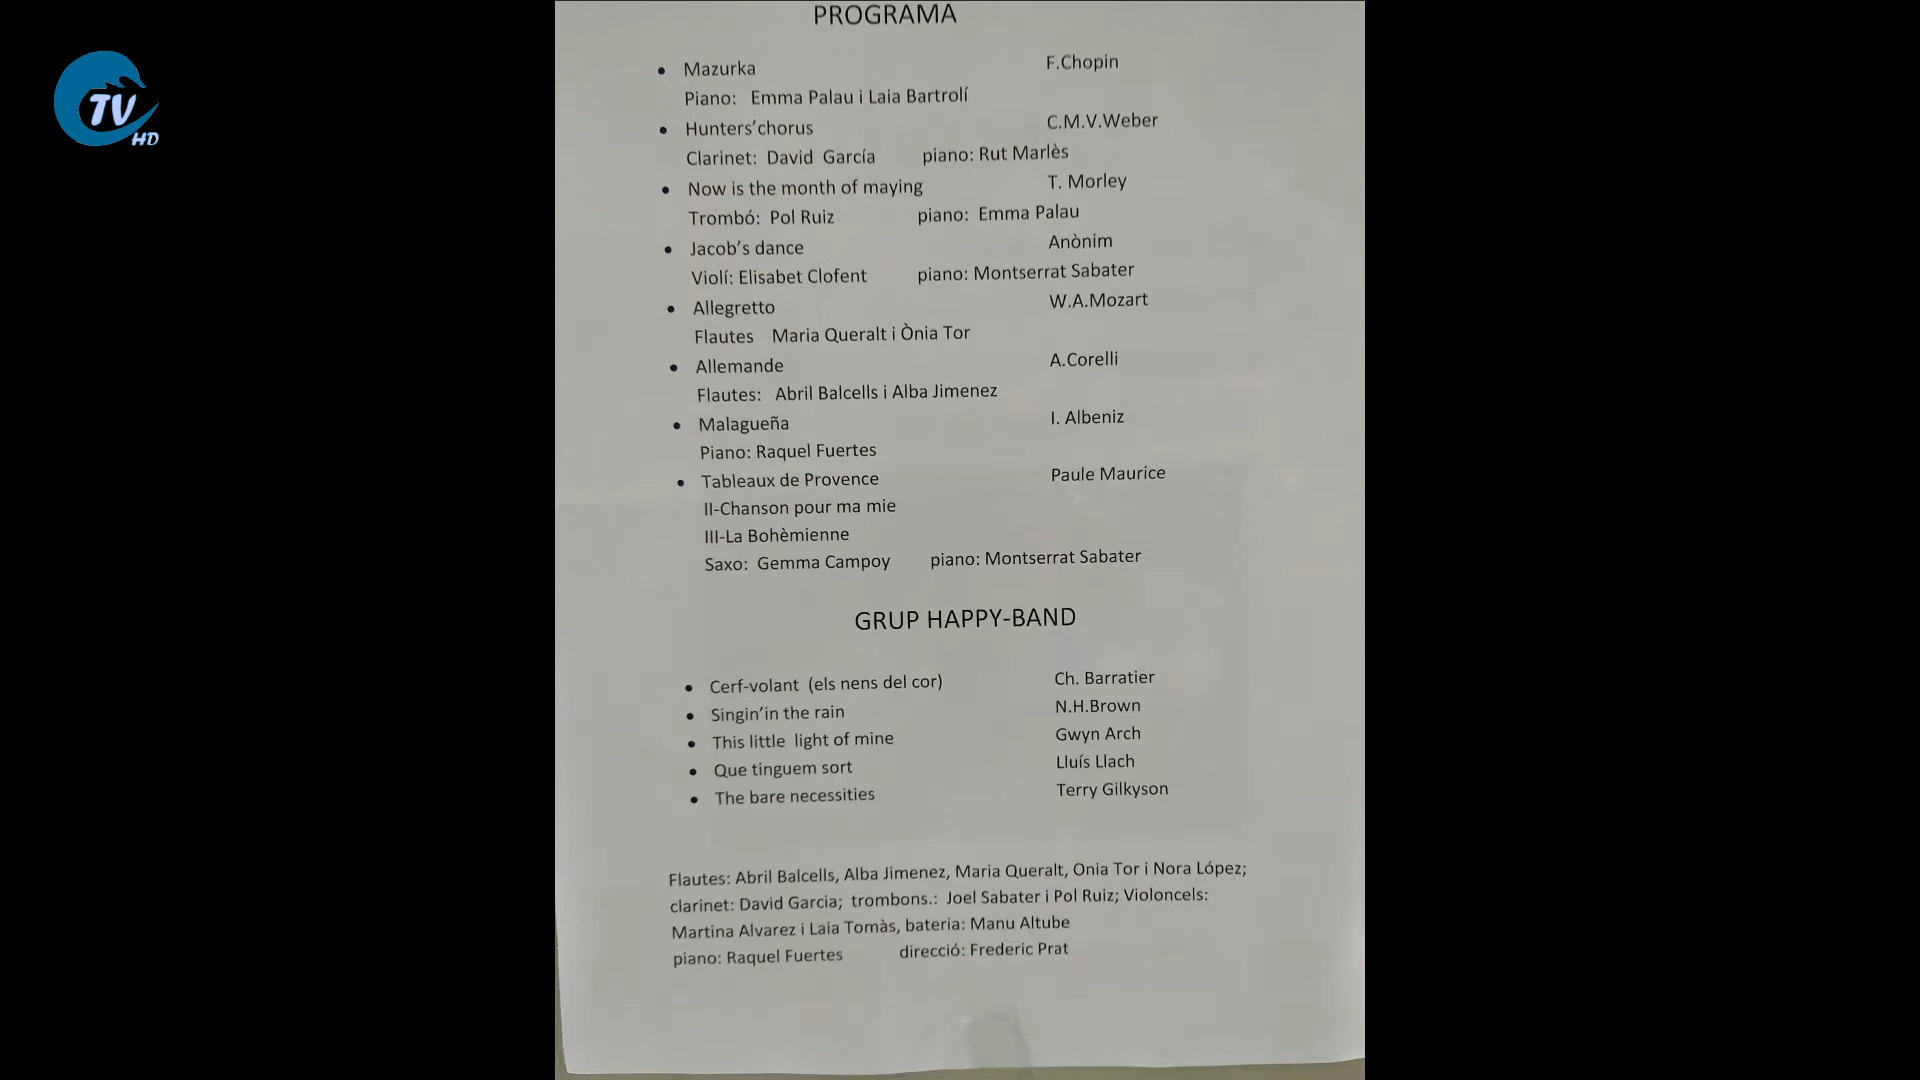 TV
HD
PROGRAMA
• Mazurka F.Chopin
Piano: Emma Palau i Laia Bartrolí
• Hunters'chorus C.M.V.Weber
Clarinet: David García piano: Rut Marlès
• Now is the month of maying T. Morley
Trombó: Pol Ruiz piano: Emma Palau
• Jacob's dance Anònim
Violí: Elisabet Clofent piano: Montserrat Sabater
• Allegretto W.A.Mozart
Flautes Maria Queralt i Ònia Tor
• Allemande A.Corelli
Flautes: Abril Balcells i Alba Jimenez
• Malagueña I. Albeniz
Piano: Raquel Fuertes
• Tableaux de Provence Paule Maurice
II-Chanson pour ma mie
III-La Bohèmienne
Saxo: Gemma Campoy piano: Montserrat Sabater
GRUP HAPPY-BAND
• Cerf-volant (els nens del cor) Ch. Barratier
• Singin'in the rain N.H.Brown
• This little light of mine Gwyn Arch
• Que tinguem sort Lluís Llach
• The bare necessities Terry Gilkyson
Flautes: Abril Balcells, Alba Jimenez, Maria Queralt, Onia Tor i Nora López;
clarinet: David Garcia; trombons.: Joel Sabater i Pol Ruiz; Violoncels:
Martina Alvarez i Laia Tomàs, bateria: Manu Altube
piano: Raquel Fuertes direcció: Frederic Prat